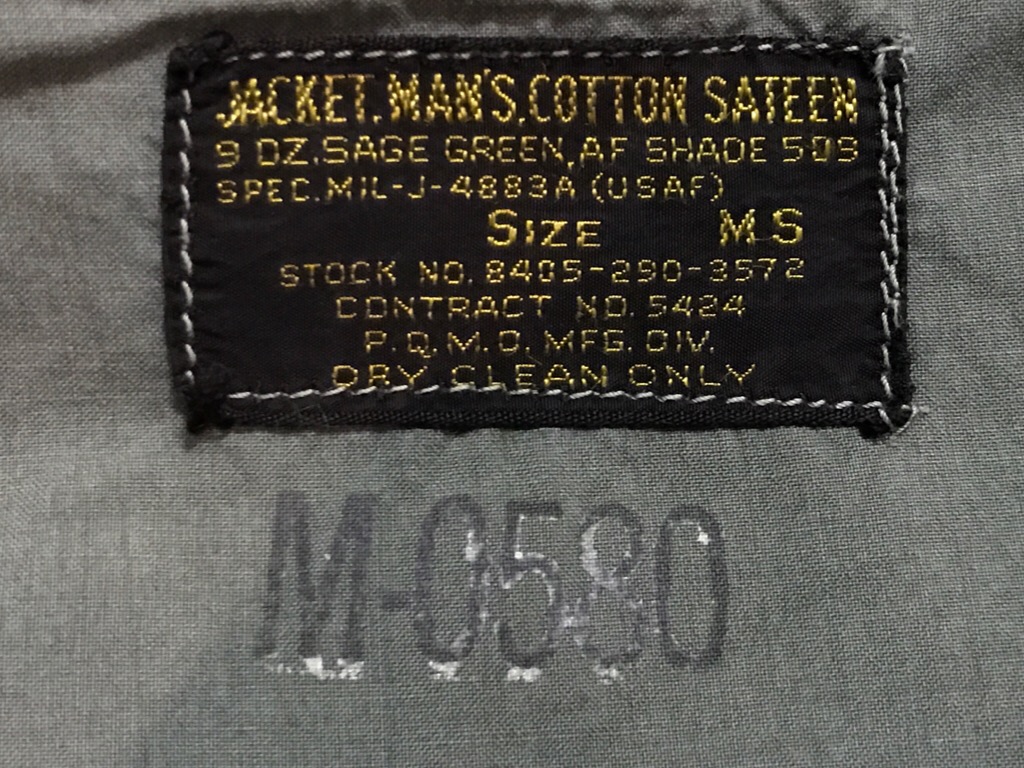 JACKET.MAN'S.COTTON SATEEN
9 OZ.SAGE GREEN,AF SHADE 509
SPEC.MIL-J-4883A (USAF)
SIZE MS
STOCK NO. 8405-290-3572
CONTRACT NO. 5424
P.Q.M.D. MFG. DIV.
DRY CLEAN ONLY
M-0580